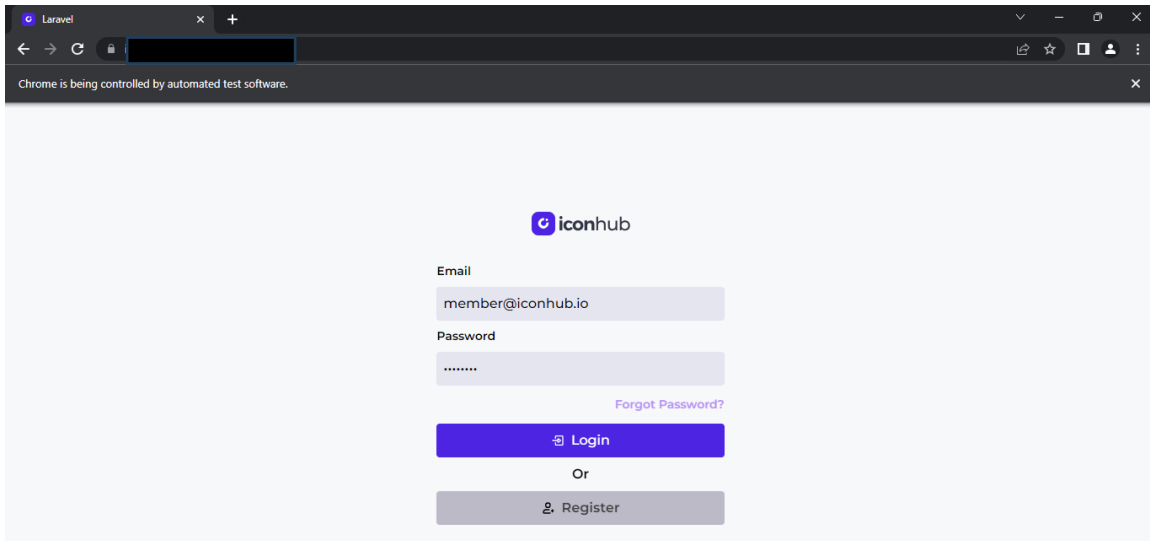 Laravel
Chrome is being controlled by automated test software.
iconhub
Email
member@iconhub.io
Password
••••••••
Forgot Password?
Login
Or
Register